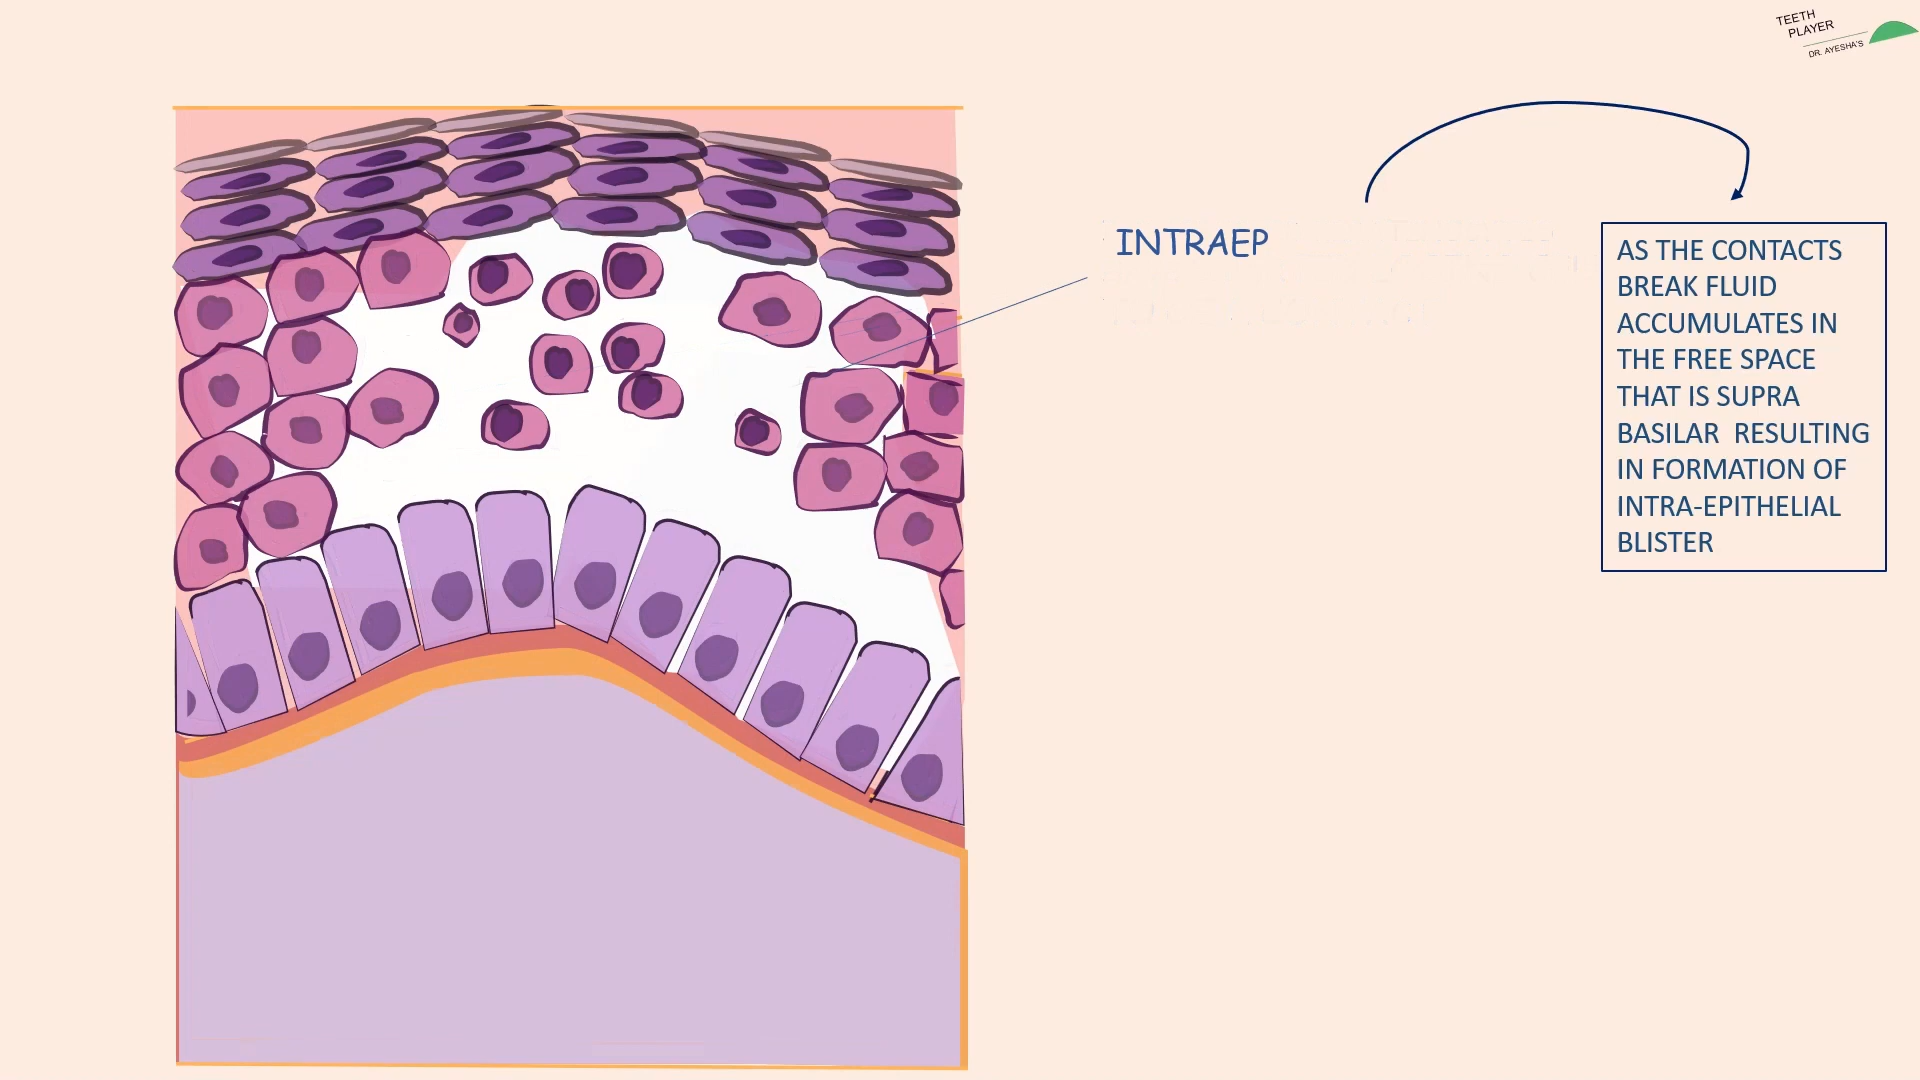 TEETH
PLAYER
DR. AYESHA'S
INTRAEP
AS THE CONTACTS
BREAK FLUID
ACCUMULATES IN
THE FREE SPACE
THAT IS SUPRA
BASILAR RESULTING
IN FORMATION OF
INTRA-EPITHELIAL
BLISTER